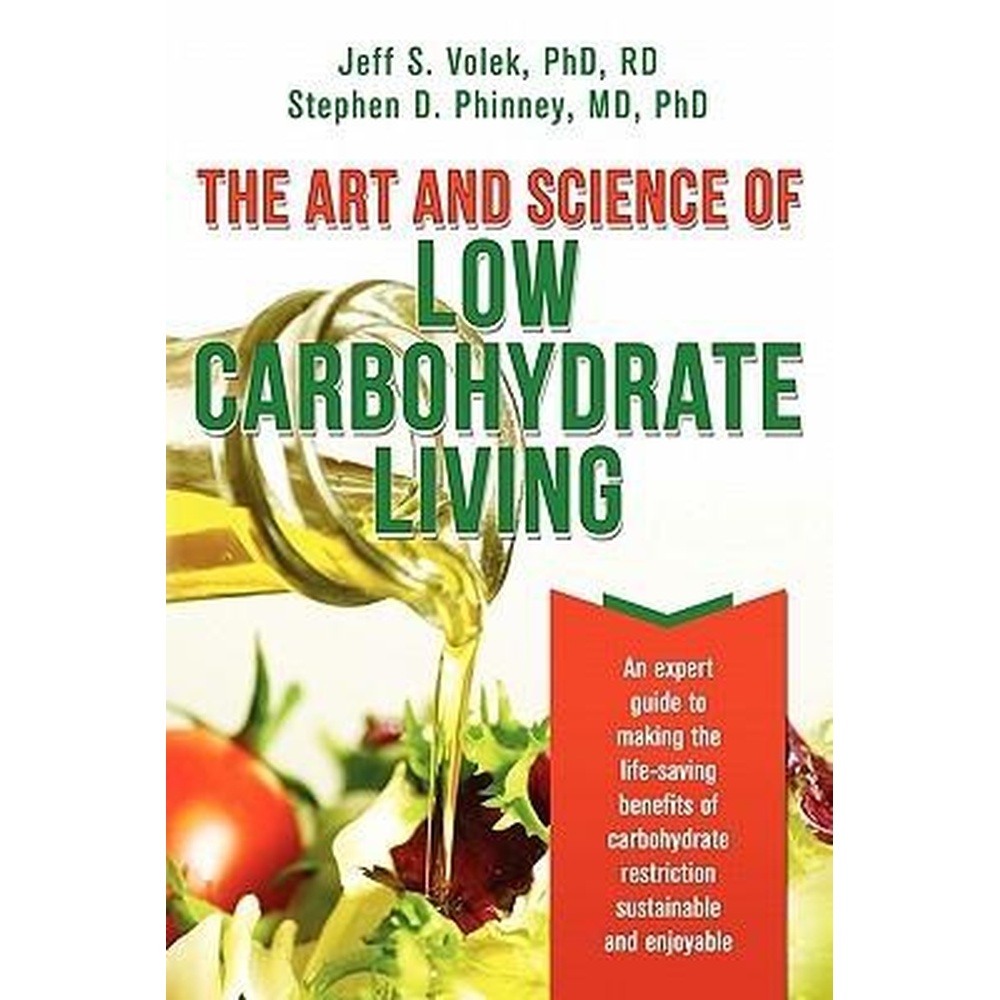 Jeff S. Volek, PhD, RD
Stephen D. Phinney, MD, PhD
THE ART AND SCIENCE OF
LOW
CARBOHYDRATE
LIVING
An expert
guide to
making the
life-saving
benefits of
carbohydrate
restriction
sustainable
and enjoyable